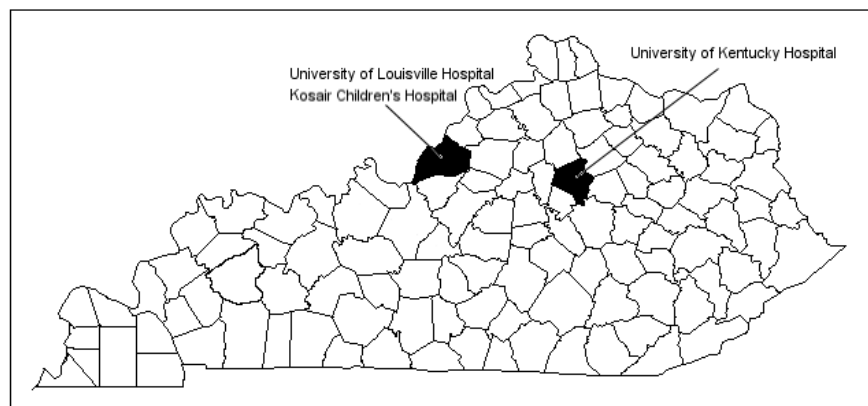 University of Louisville Hospital
Kosair Children's Hospital
University of Kentucky Hospital